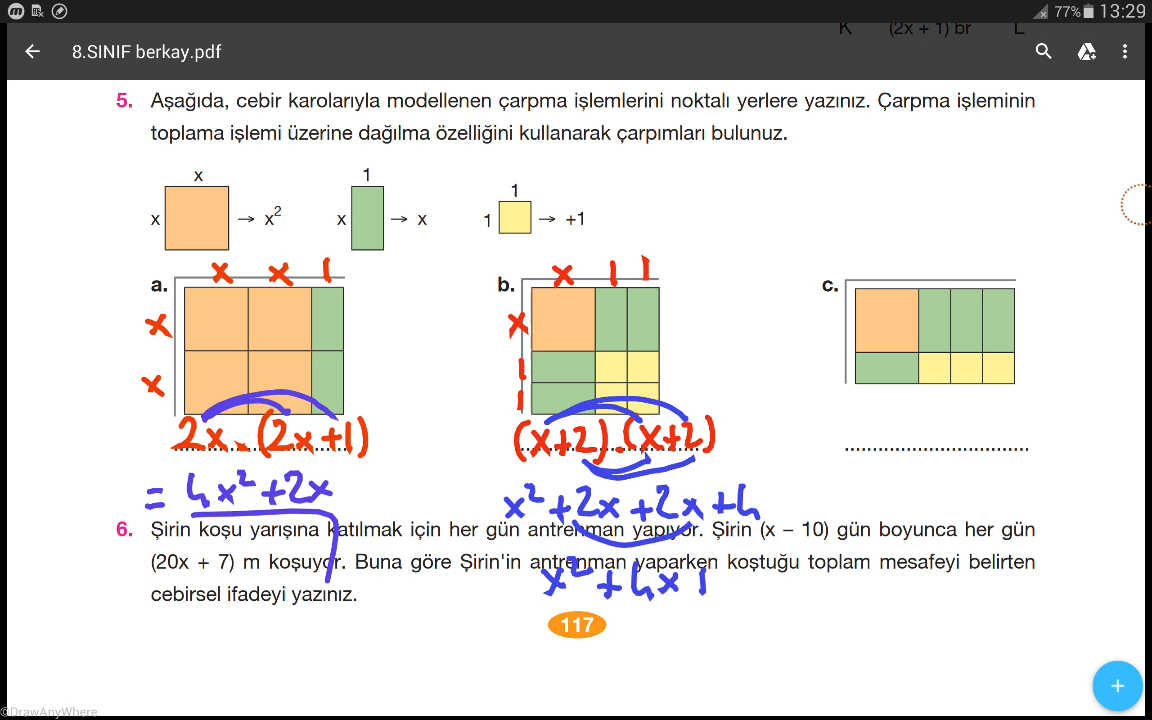 77% 13:29
K (2x + 1) br L
8.SINIF berkay.pdf
5. Aşağıda, cebir karolarıyla modellenen çarpma işlemlerini noktalı yerlere yazınız. Çarpma işleminin
toplama işlemi üzerine dağılma özelliğini kullanarak çarpımları bulunuz.
x 1 1
x → x² x → x 1 → +1
x x 1 x 1 1
a. b. c.
x x
x 1
1
2x.(2x+1) (x+2).(x+2)
= 4x²+2x x²+2x+2x+4
6. Şirin koşu yarışına katılmak için her gün antrenman yapıyor. Şirin (x – 10) gün boyunca her gün
(20x + 7) m koşuyor. Buna göre Şirin'in antrenman yaparken koştuğu toplam mesafeyi belirten
x²+4x
cebirsel ifadeyi yazınız.
117
+
©DrawAnyWhere